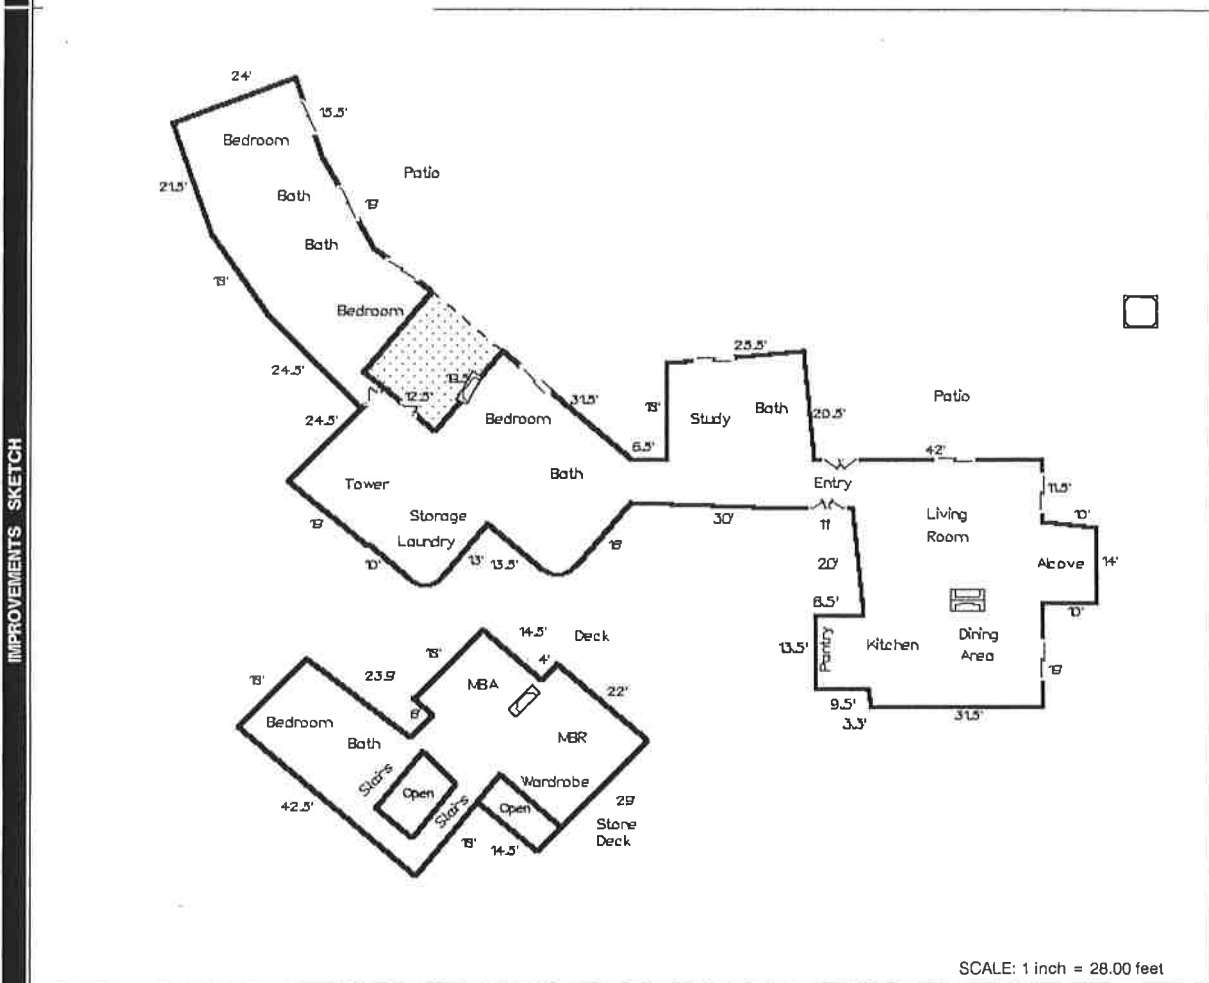 IMPROVEMENTS SKETCH
24'
15.5'
Bedroom
Patio
21.5'
Bath
19'
Bath
18'
Bedroom
25.5'
24.5'
13.5'
12.5'
31.5'
Patio
18'
Study
Bath
20.5'
24.5'
Bedroom
6.5'
42'
Bath
Entry
Tower
11.5'
Storage
30'
11'
Living
Room
10'
19'
Laundry
18'
10'
13'
13.5'
20'
Alcove
14'
8.5'
10'
14.5'
Deck
4'
Pantry
13.5'
Kitchen
Dining
Area
18'
19'
18'
23.9'
MBA
22'
6'
9.5'
3.3'
31.5'
Bedroom
Bath
MBR
Stairs
Wardrobe
Open
42.5'
Stairs
Open
29'
Stone
Deck
18'
14.5'
SCALE: 1 inch = 28.00 feet